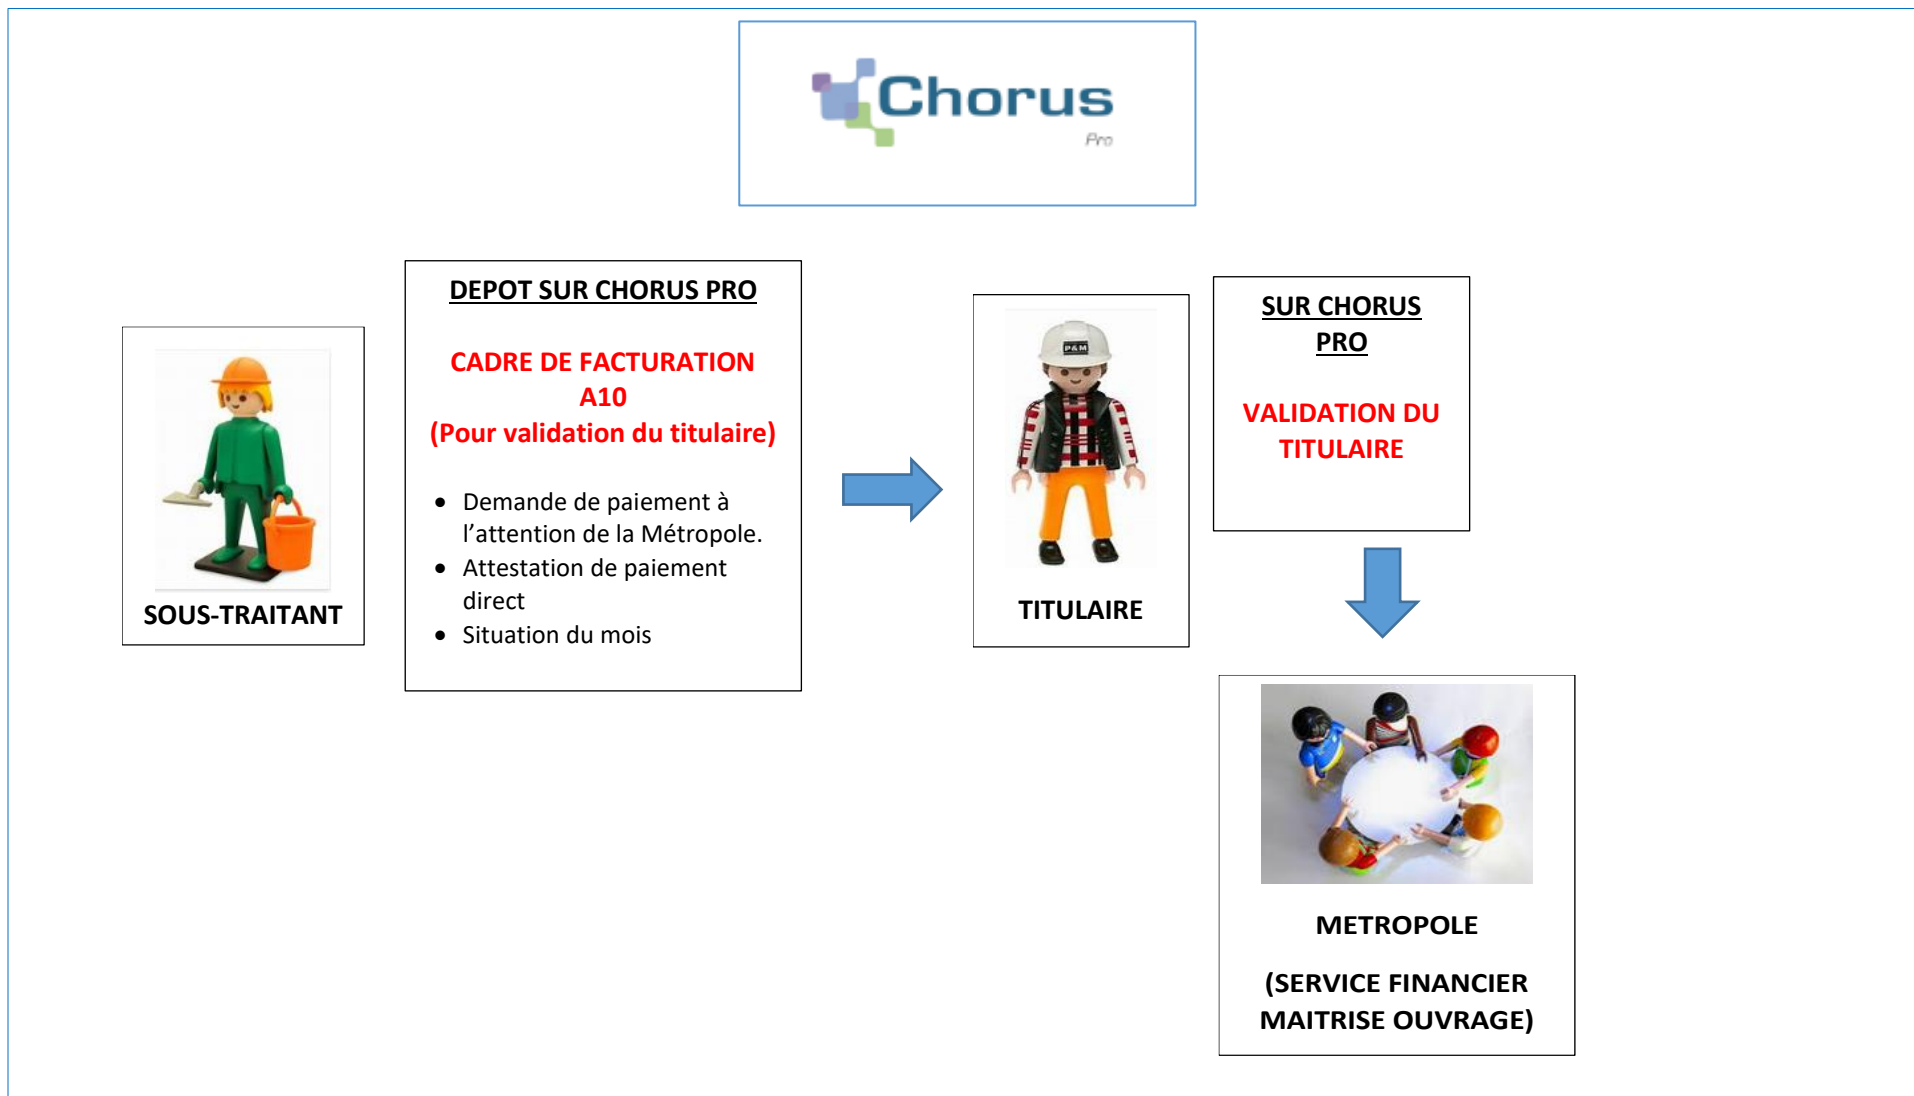 Chorus
Pro
DEPOT SUR CHORUS PRO
CADRE DE FACTURATION
A10
(Pour validation du titulaire)
• Demande de paiement à
l’attention de la Métropole.
• Attestation de paiement
direct
• Situation du mois
SOUS-TRAITANT
P&M
TITULAIRE
SUR CHORUS
PRO
VALIDATION DU
TITULAIRE
METROPOLE
(SERVICE FINANCIER
MAITRISE OUVRAGE)